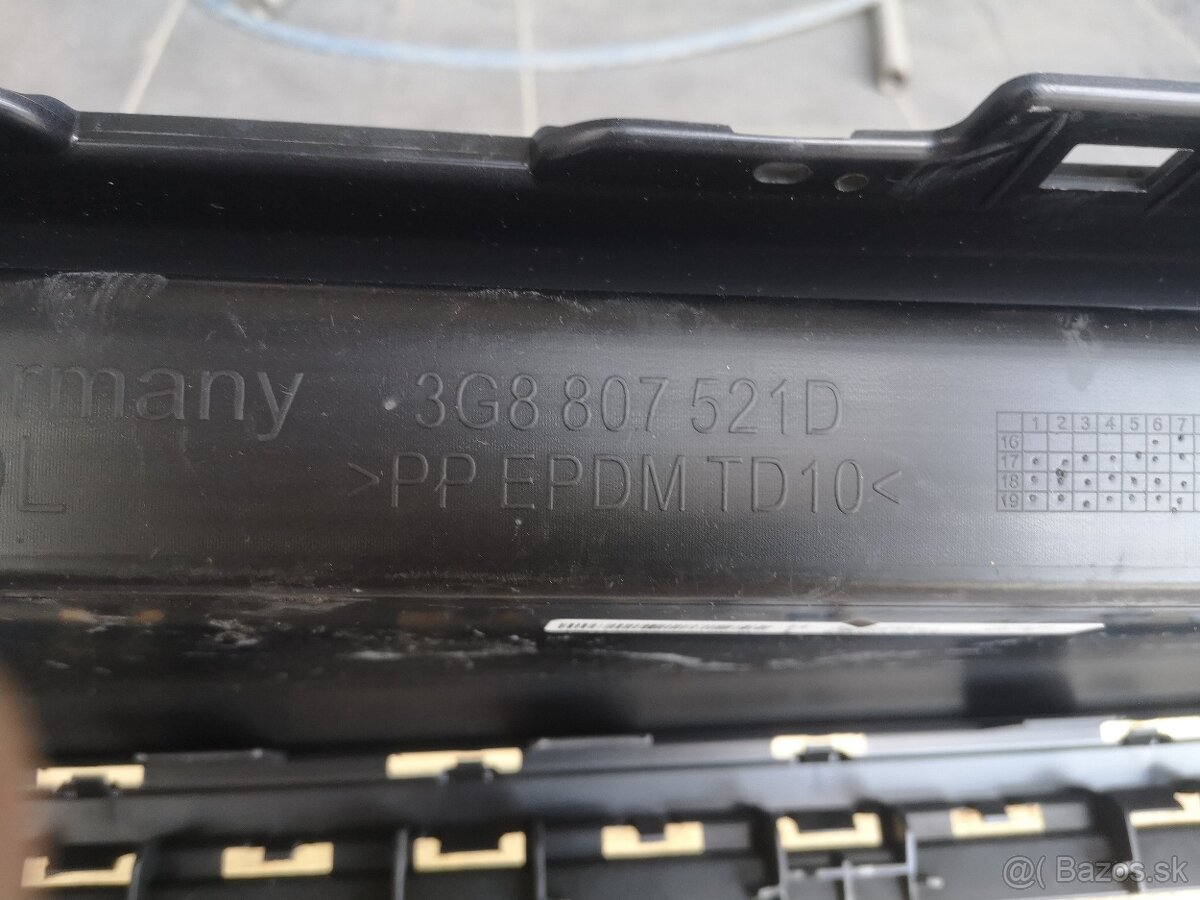 rmany 3G8 807 521D
L >PP EPDM TD10<
1 2 3 4 5 6 7
16
17
18
19
@( Bazos.sk